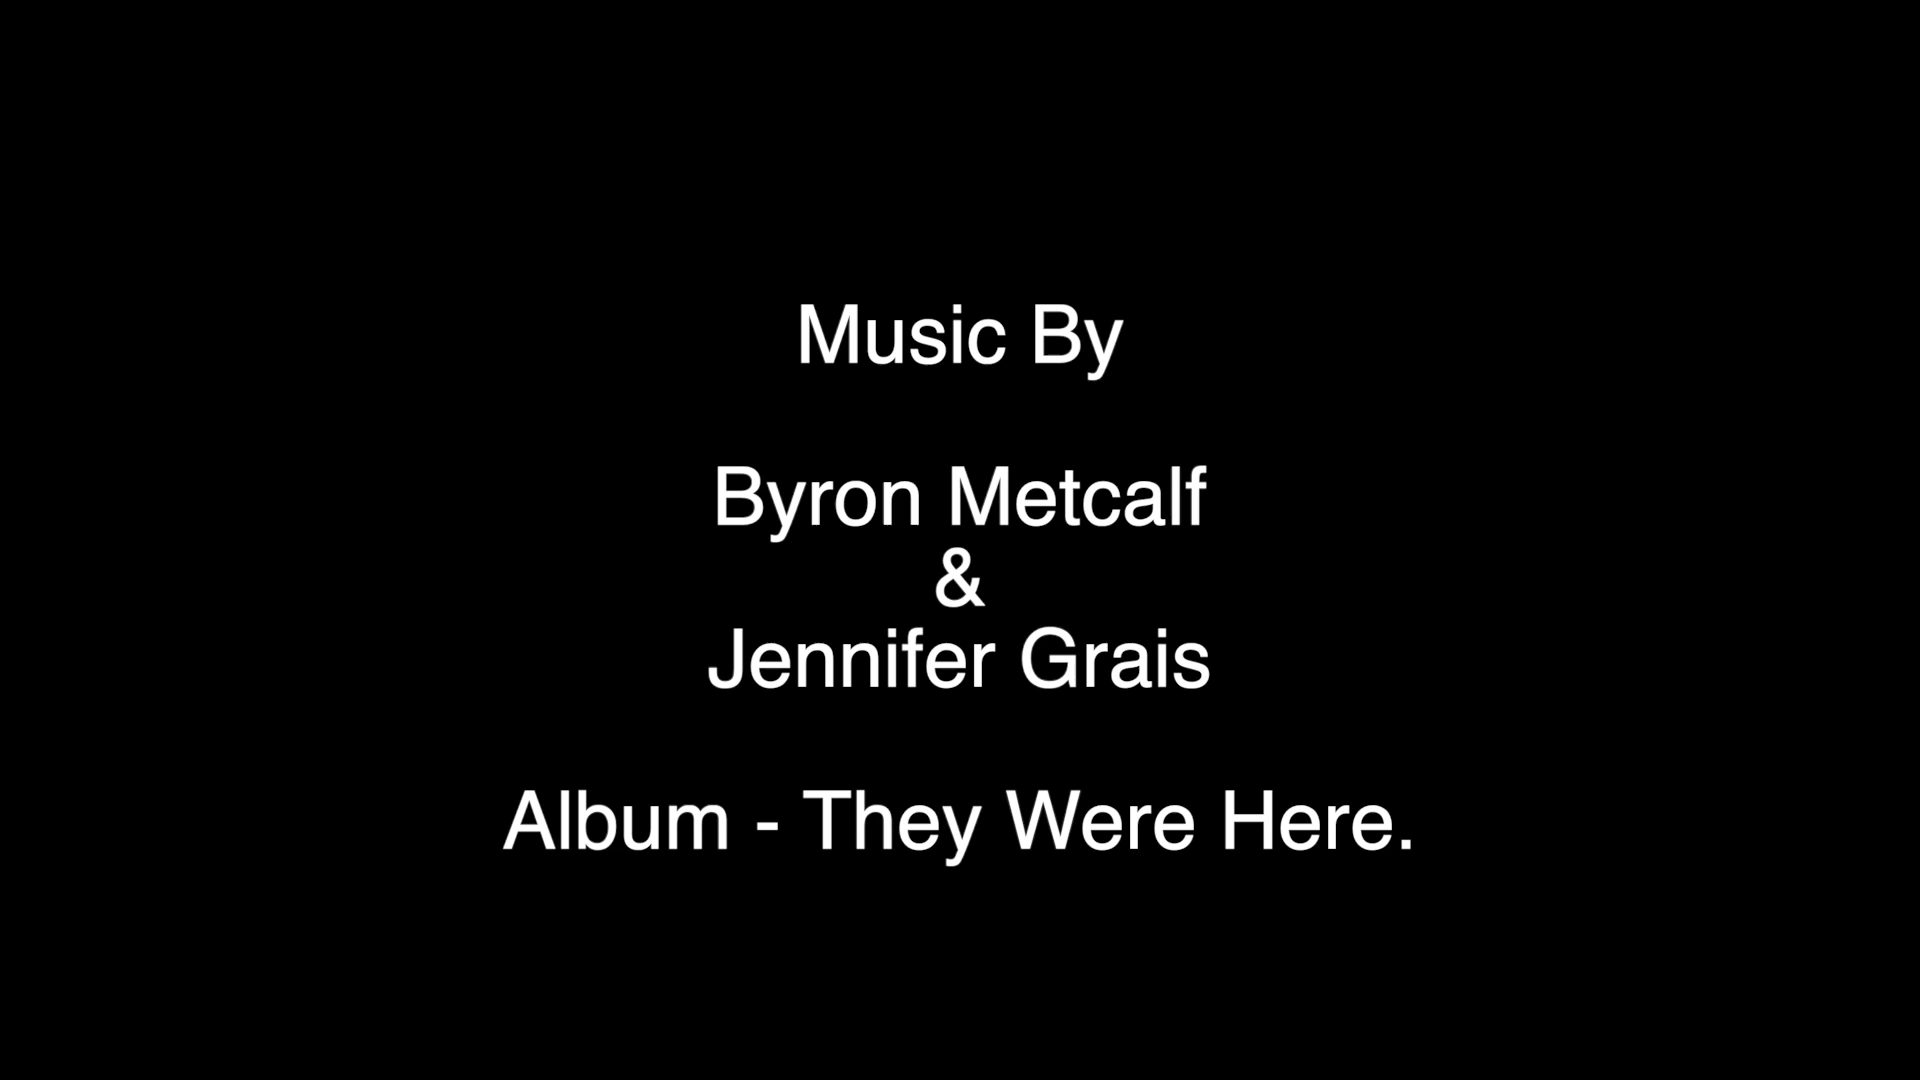 Music By
Byron Metcalf
&
Jennifer Grais
Album - They Were Here.